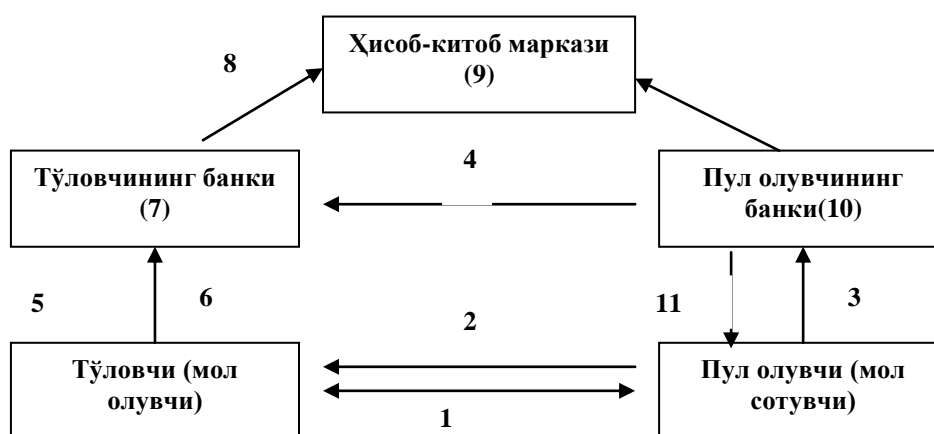 Ҳисоб-китоб маркази
(9)
8
4
Тўловчининг банки
(7)
Пул олувчининг
банки(10)
5
6
2
11
3
Тўловчи (мол
олувчи)
Пул олувчи (мол
сотувчи)
1